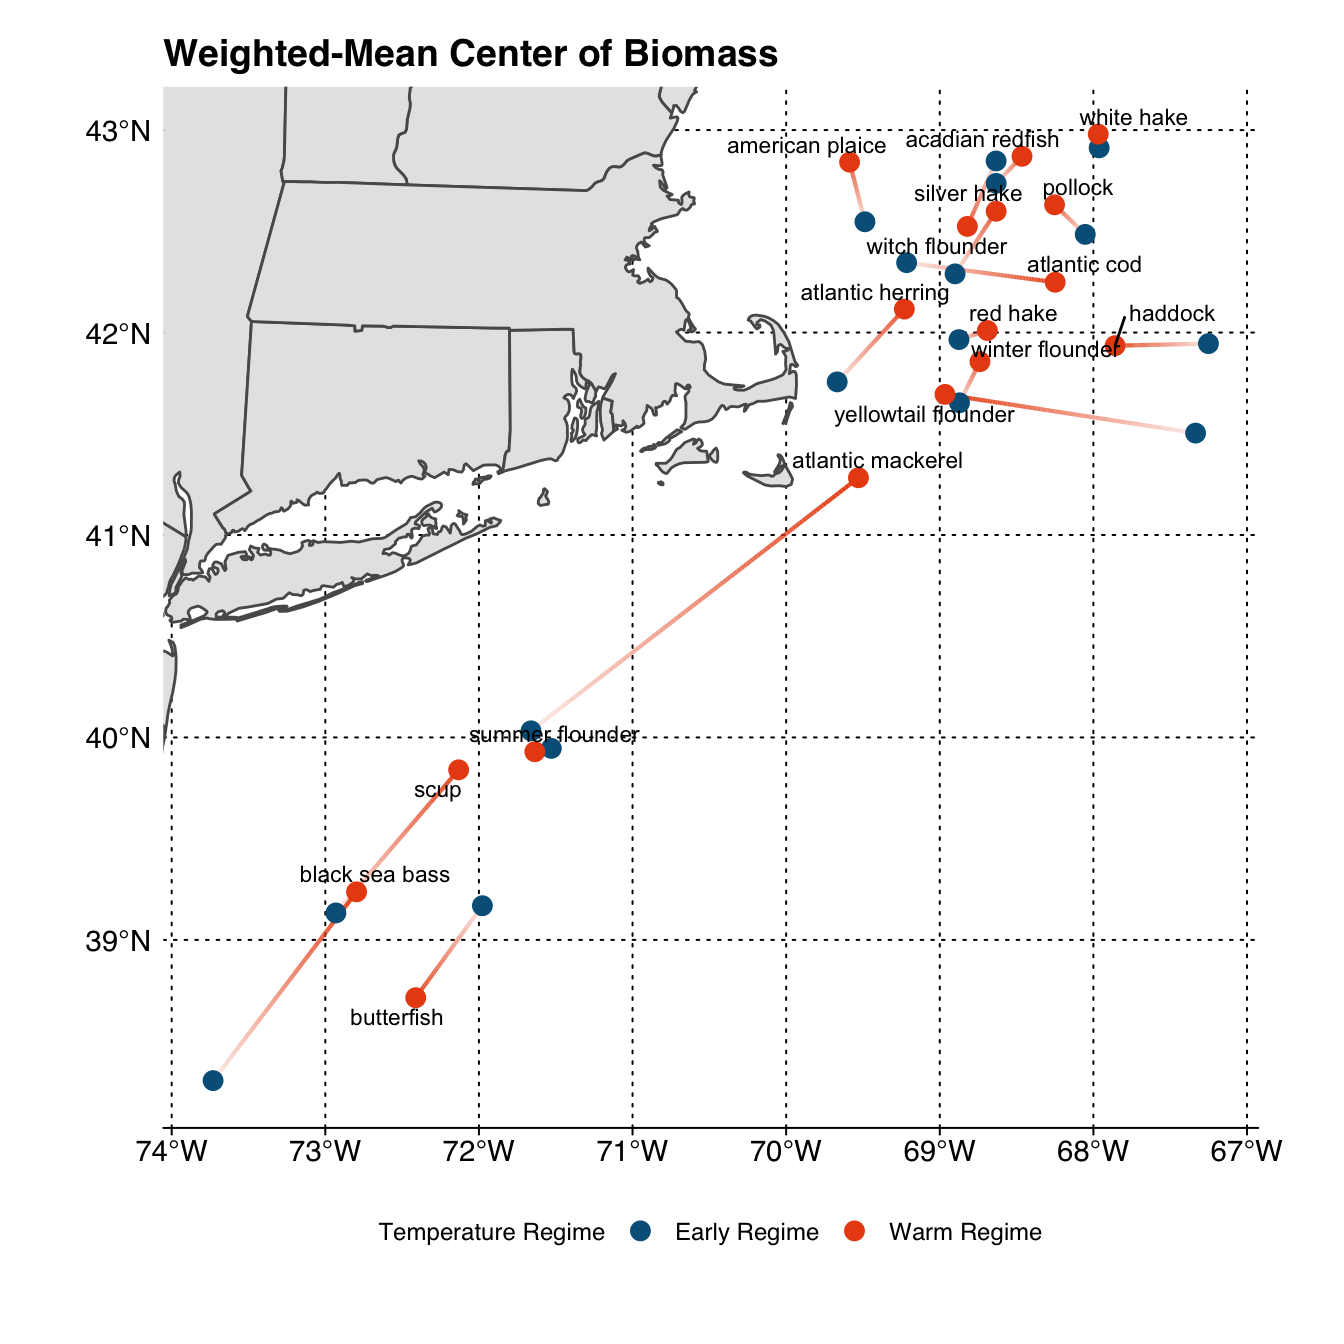 Weighted-Mean Center of Biomass
43°N
42°N
41°N
40°N
39°N
white hake
acadian redfish
american plaice
pollock
silver hake
witch flounder
atlantic cod
atlantic herring
red hake
haddock
winter flounder
yellowtail flounder
atlantic mackerel
summer flounder
scup
black sea bass
butterfish
74°W 73°W 72°W 71°W 70°W 69°W 68°W 67°W
Temperature Regime Early Regime Warm Regime